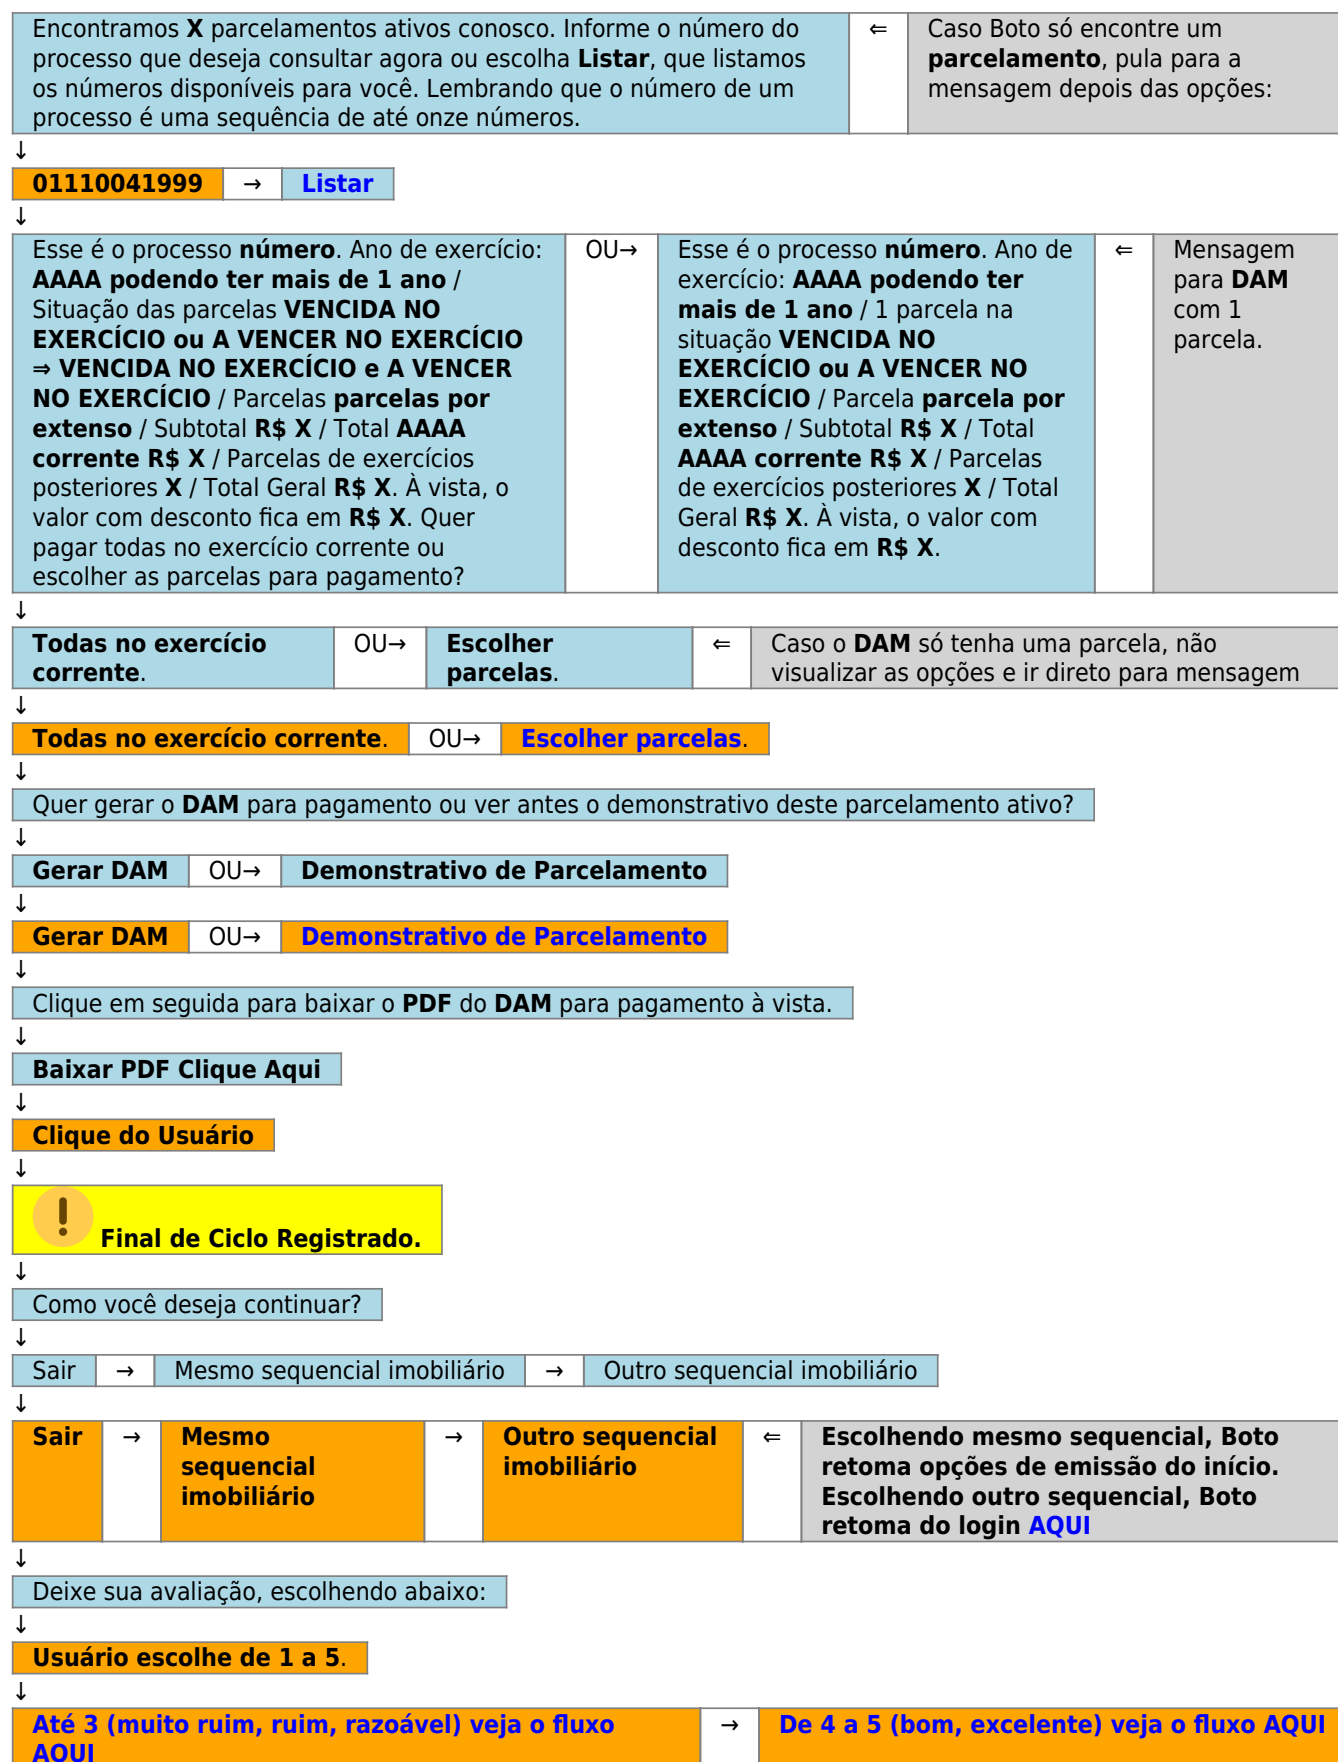 Encontramos X parcelamentos ativos conosco. Informe o número do
processo que deseja consultar agora ou escolha Listar, que listamos
os números disponíveis para você. Lembrando que o número de um
processo é uma sequência de até onze números.
⇐
Caso Boto só encontre um
parcelamento, pula para a
mensagem depois das opções:
↓
01110041999 → Listar
↓
Esse é o processo número. Ano de exercício:
AAAA podendo ter mais de 1 ano /
Situação das parcelas VENCIDA NO
EXERCÍCIO ou A VENCER NO EXERCÍCIO
⇒ VENCIDA NO EXERCÍCIO e A VENCER
NO EXERCÍCIO / Parcelas parcelas por
extenso / Subtotal R$ X / Total AAAA
corrente R$ X / Parcelas de exercícios
posteriores X / Total Geral R$ X. À vista, o
valor com desconto fica em R$ X. Quer
pagar todas no exercício corrente ou
escolher as parcelas para pagamento?
OU→
Esse é o processo número. Ano de
exercício: AAAA podendo ter
mais de 1 ano / 1 parcela na
situação VENCIDA NO
EXERCÍCIO ou A VENCER NO
EXERCÍCIO / Parcela parcela por
extenso / Subtotal R$ X / Total
AAAA corrente R$ X / Parcelas
de exercícios posteriores X / Total
Geral R$ X. À vista, o valor com
desconto fica em R$ X.
⇐
Mensagem
para DAM
com 1
parcela.
↓
Todas no exercício
corrente.
OU→
Escolher
parcelas.
⇐
Caso o DAM só tenha uma parcela, não
visualizar as opções e ir direto para mensagem
↓
Todas no exercício corrente. OU→ Escolher parcelas.
↓
Quer gerar o DAM para pagamento ou ver antes o demonstrativo deste parcelamento ativo?
↓
Gerar DAM OU→ Demonstrativo de Parcelamento
↓
Gerar DAM OU→ Demonstrativo de Parcelamento
↓
Clique em seguida para baixar o PDF do DAM para pagamento à vista.
↓
Baixar PDF Clique Aqui
↓
Clique do Usuário
↓
Final de Ciclo Registrado.
↓
Como você deseja continuar?
↓
Sair → Mesmo sequencial imobiliário → Outro sequencial imobiliário
↓
Sair
→
Mesmo
sequencial
imobiliário
→
Outro sequencial
imobiliário
⇐
Escolhendo mesmo sequencial, Boto
retoma opções de emissão do início.
Escolhendo outro sequencial, Boto
retoma do login AQUI
↓
Deixe sua avaliação, escolhendo abaixo:
↓
Usuário escolhe de 1 a 5.
↓
Até 3 (muito ruim, ruim, razoável) veja o fluxo
AQUI
→
De 4 a 5 (bom, excelente) veja o fluxo AQUI